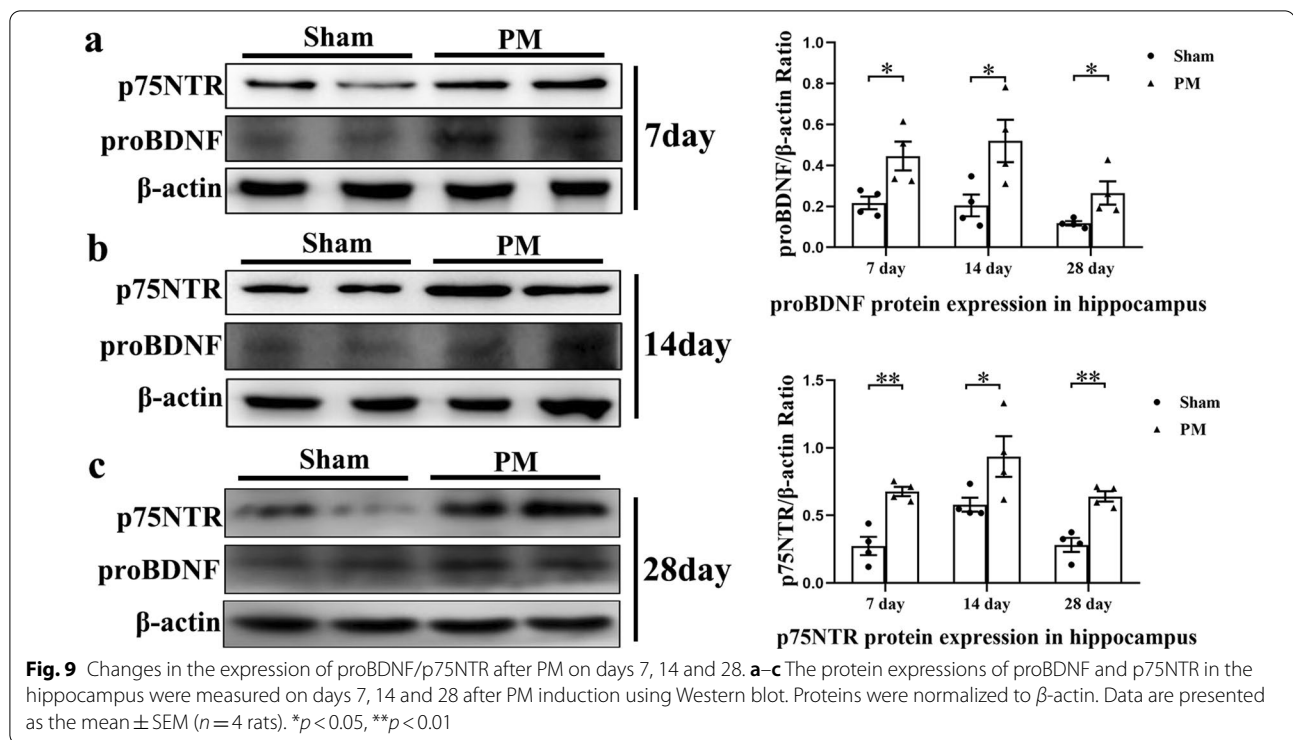 a
Sham PM
p75NTR
proBDNF
β-actin
7day
b
Sham PM
p75NTR
proBDNF
β-actin
14day
c
Sham PM
p75NTR
proBDNF
β-actin
28day
proBDNF/β-actin Ratio
1.0
0.8
0.6
0.4
0.2
0.0
* * *
Sham
PM
7 day 14 day 28 day
proBDNF protein expression in hippocampus
p75NTR/β-actin Ratio
1.5
1.0
0.5
0.0
** * **
Sham
PM
7 day 14 day 28 day
p75NTR protein expression in hippocampus
Fig. 9 Changes in the expression of proBDNF/p75NTR after PM on days 7, 14 and 28. a–c The protein expressions of proBDNF and p75NTR in the
hippocampus were measured on days 7, 14 and 28 after PM induction using Western blot. Proteins were normalized to β-actin. Data are presented
as the mean ± SEM (n = 4 rats). *p < 0.05, **p < 0.01